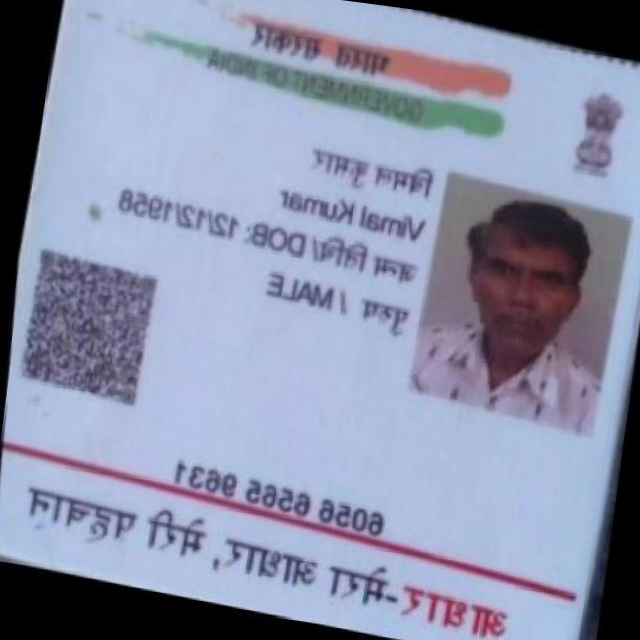 भारत सरकार
GOVERNMENT OF INDIA
विमल कुमार
Vimal Kumar
जन्म तिथि/ DOB: 12/12/1958
पुरुष / MALE
6056 6565 9631
आधार-मेरा आधार, मेरी पहचान